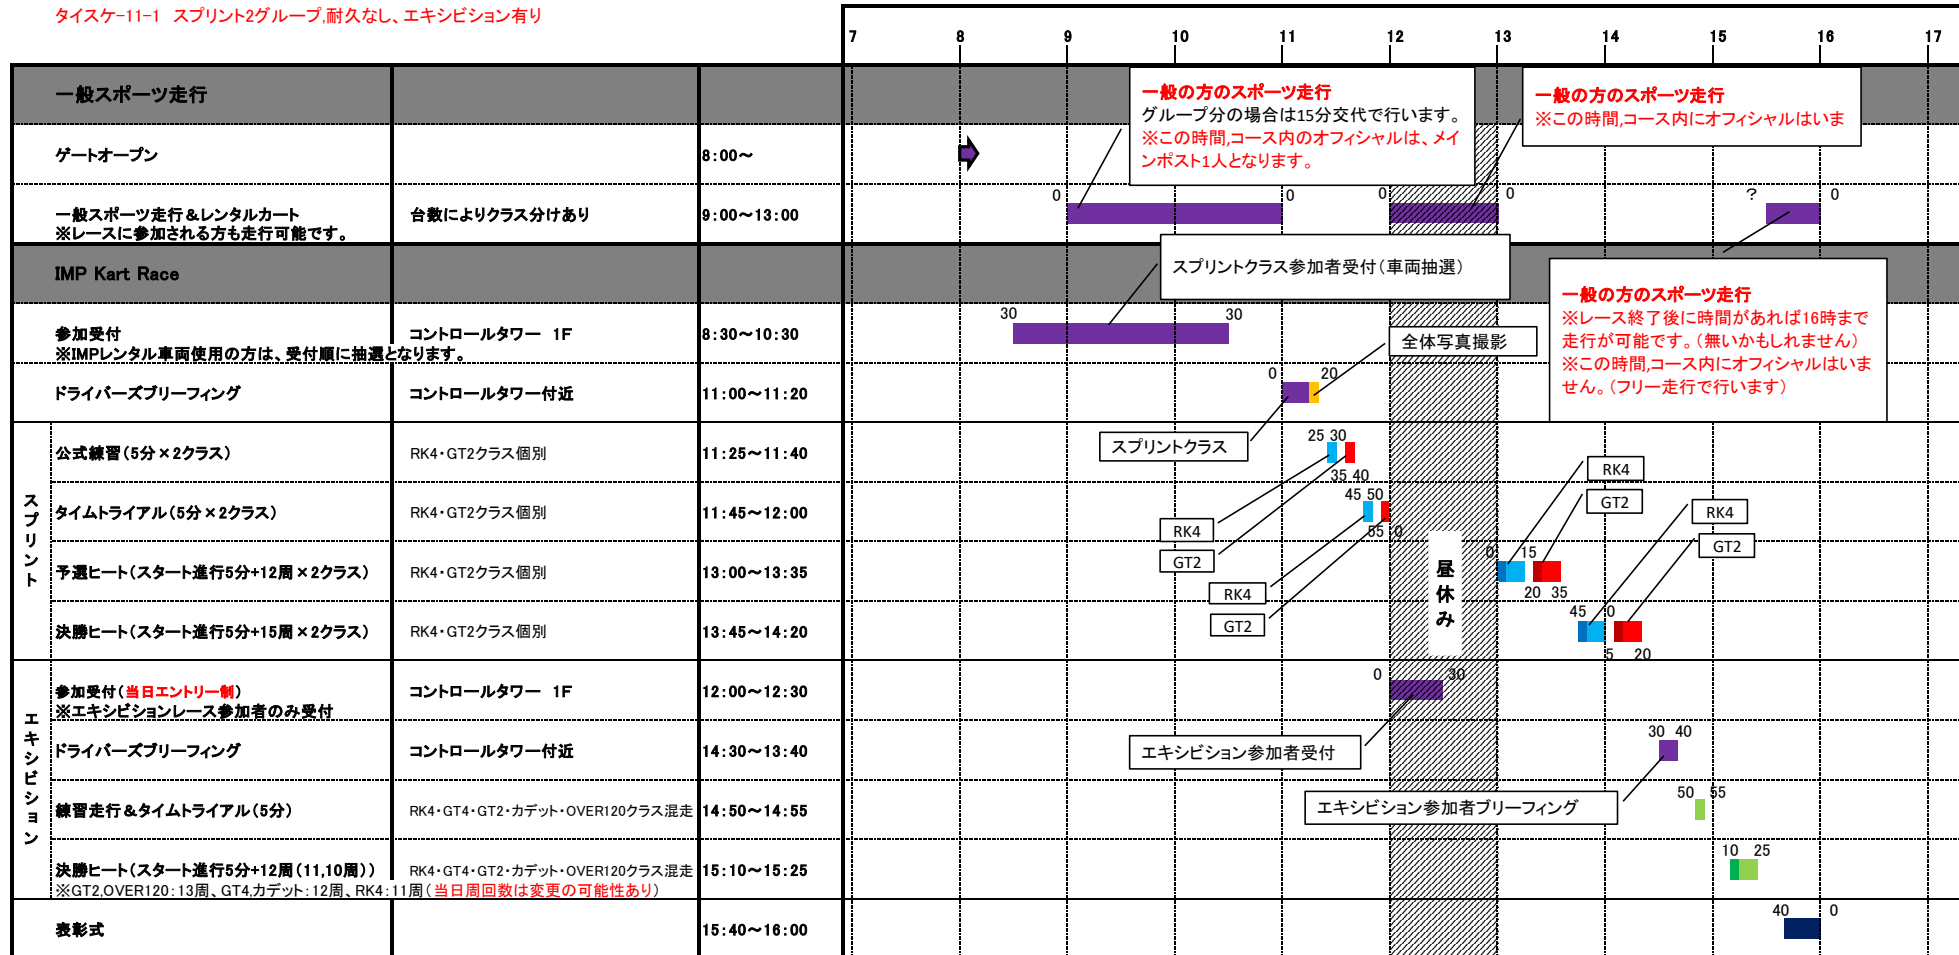 タイスケ-11-1 スプリント2グループ,耐久なし、エキシビション有り
7 8 9 10 11 12 13 14 15 16 17
一般スポーツ走行
一般の方のスポーツ走行
グループ分の場合は15分交代で行います。
※この時間,コース内のオフィシャルは、メイ
ンポスト1人となります。
一般の方のスポーツ走行
※この時間,コース内にオフィシャルはいま
ゲートオープン 8:00~
一般スポーツ走行&レンタルカート 台数によりクラス分けあり 9:00~13:00
※レースに参加される方も走行可能です。
0 0 0 0 ? 0
IMP Kart Race
スプリントクラス参加者受付(車両抽選)
一般の方のスポーツ走行
※レース終了後に時間があれば16時まで
走行が可能です。(無いかもしれません)
※この時間,コース内にオフィシャルはいま
せん。(フリー走行で行います)
参加受付 コントロールタワー 1F 8:30~10:30
※IMPレンタル車両使用の方は、受付順に抽選となります。
30 30
全体写真撮影
ドライバーズブリーフィング コントロールタワー付近 11:00~11:20
0 20
スプリントクラス
スプリント
公式練習(5分×2クラス) RK4・GT2クラス個別 11:25~11:40
25 30
35 40
RK4
GT2
タイムトライアル(5分×2クラス) RK4・GT2クラス個別 11:45~12:00
45 50
55 0
RK4
GT2
RK4
GT2
昼休み
予選ヒート(スタート進行5分+12周×2クラス) RK4・GT2クラス個別 13:00~13:35
0 15
20 35
RK4
GT2
決勝ヒート(スタート進行5分+15周×2クラス) RK4・GT2クラス個別 13:45~14:20
45 0
5 20
エキシビション
参加受付(当日エントリー制) コントロールタワー 1F 12:00~12:30
※エキシビションレース参加者のみ受付
0 30
エキシビション参加者受付
ドライバーズブリーフィング コントロールタワー付近 14:30~13:40
30 40
エキシビション参加者ブリーフィング
練習走行&タイムトライアル(5分) RK4・GT4・GT2・カデット・OVER120クラス混走 14:50~14:55
50 55
決勝ヒート(スタート進行5分+12周(11,10周)) RK4・GT4・GT2・カデット・OVER120クラス混走 15:10~15:25
※GT2,OVER120:13周、GT4,カデット:12周、RK4:11周(当日周回数は変更の可能性あり)
10 25
表彰式 15:40~16:00
40 0